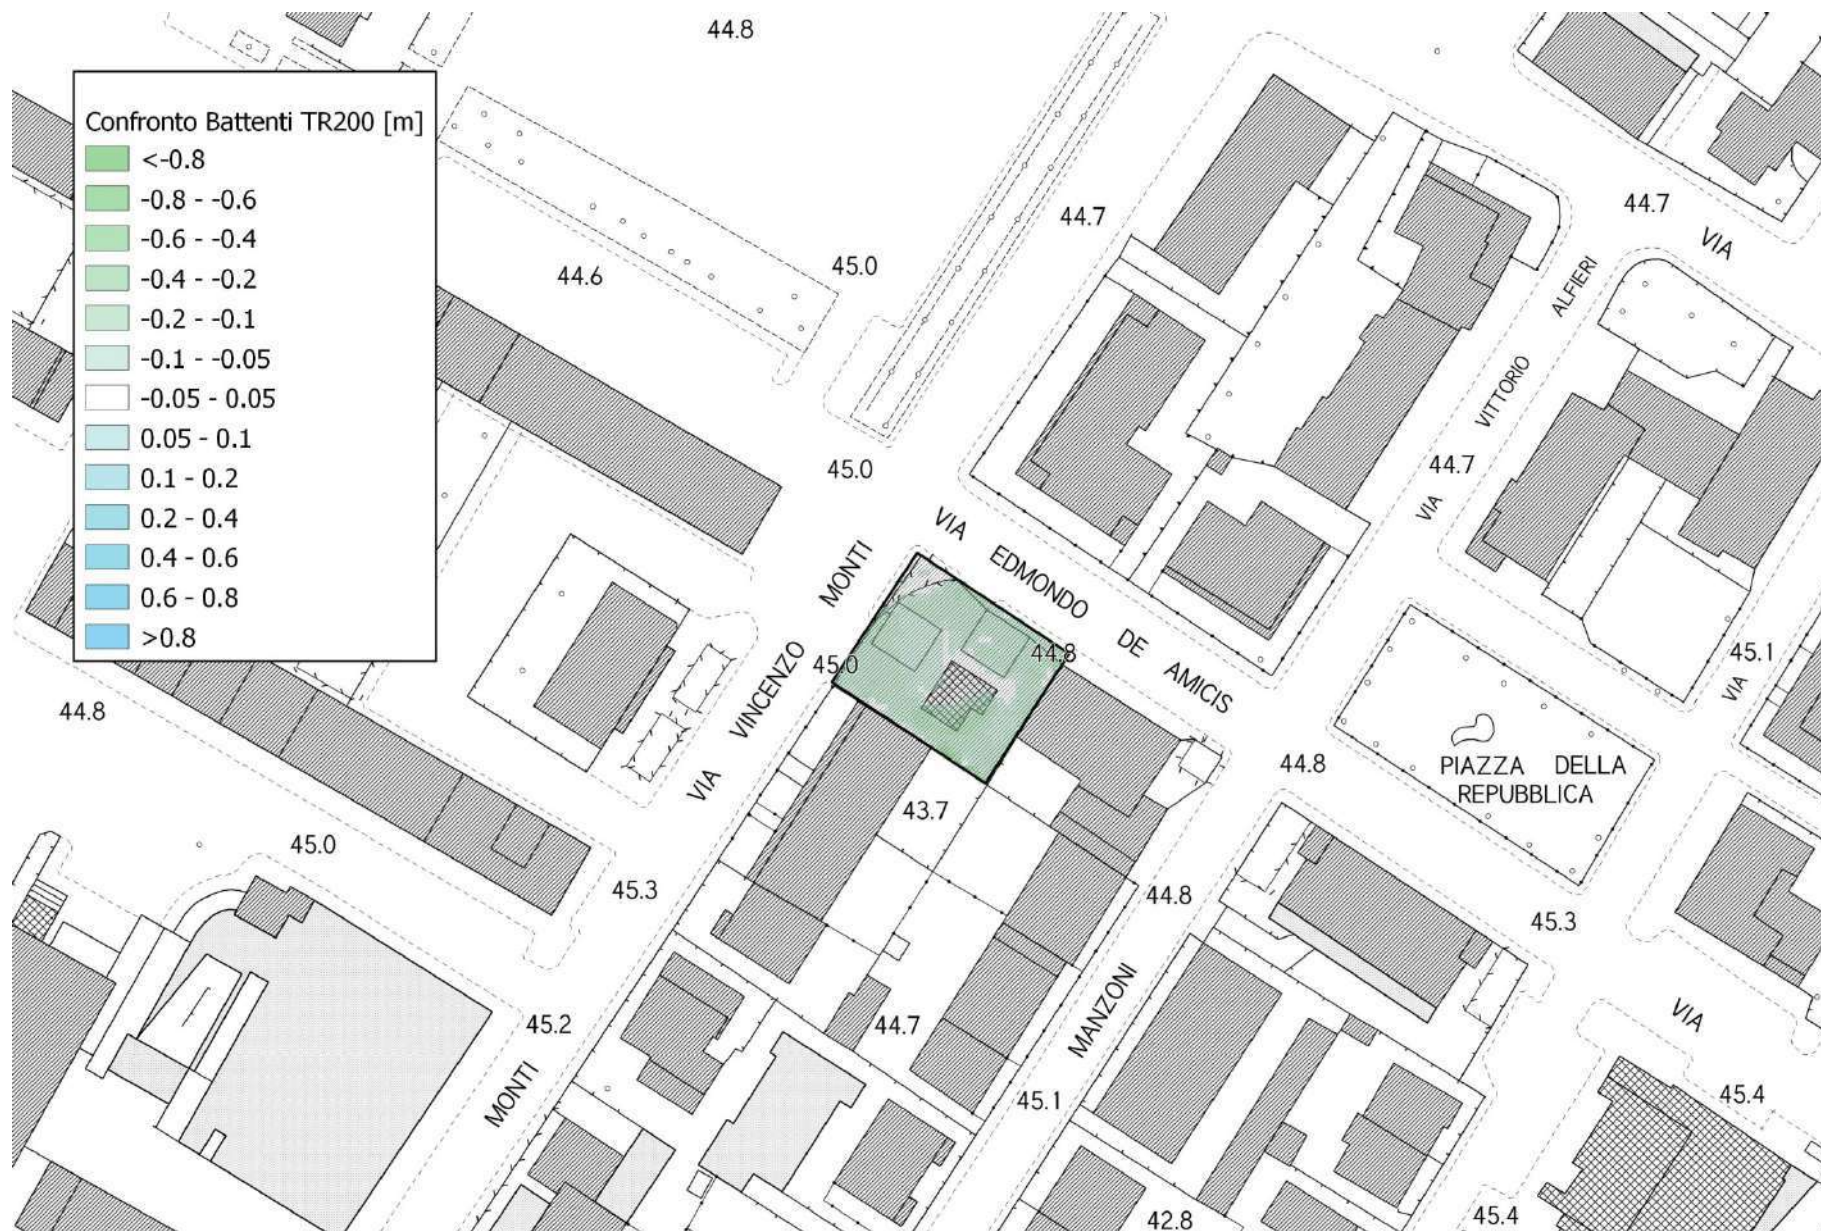 44.8
Confronto Battenti TR200 [m]
<-0.8
-0.8 - -0.6
-0.6 - -0.4
-0.4 - -0.2
-0.2 - -0.1
-0.1 - -0.05
-0.05 - 0.05
0.05 - 0.1
0.1 - 0.2
0.2 - 0.4
0.4 - 0.6
0.6 - 0.8
>0.8
44.7
44.7
VIA
45.0
44.6
VIA VITTORIO ALFIERI
45.0
44.7
VIA EDMONDO DE AMICIS
VIA VINCENZO MONTI
45.0
44.8
45.1
VIA
44.8
44.8
PIAZZA DELLA
REPUBBLICA
43.7
45.0
45.3
44.8
45.3
MANZONI
45.2
44.7
VIA
MONTI
45.1
45.4
42.8
45.4